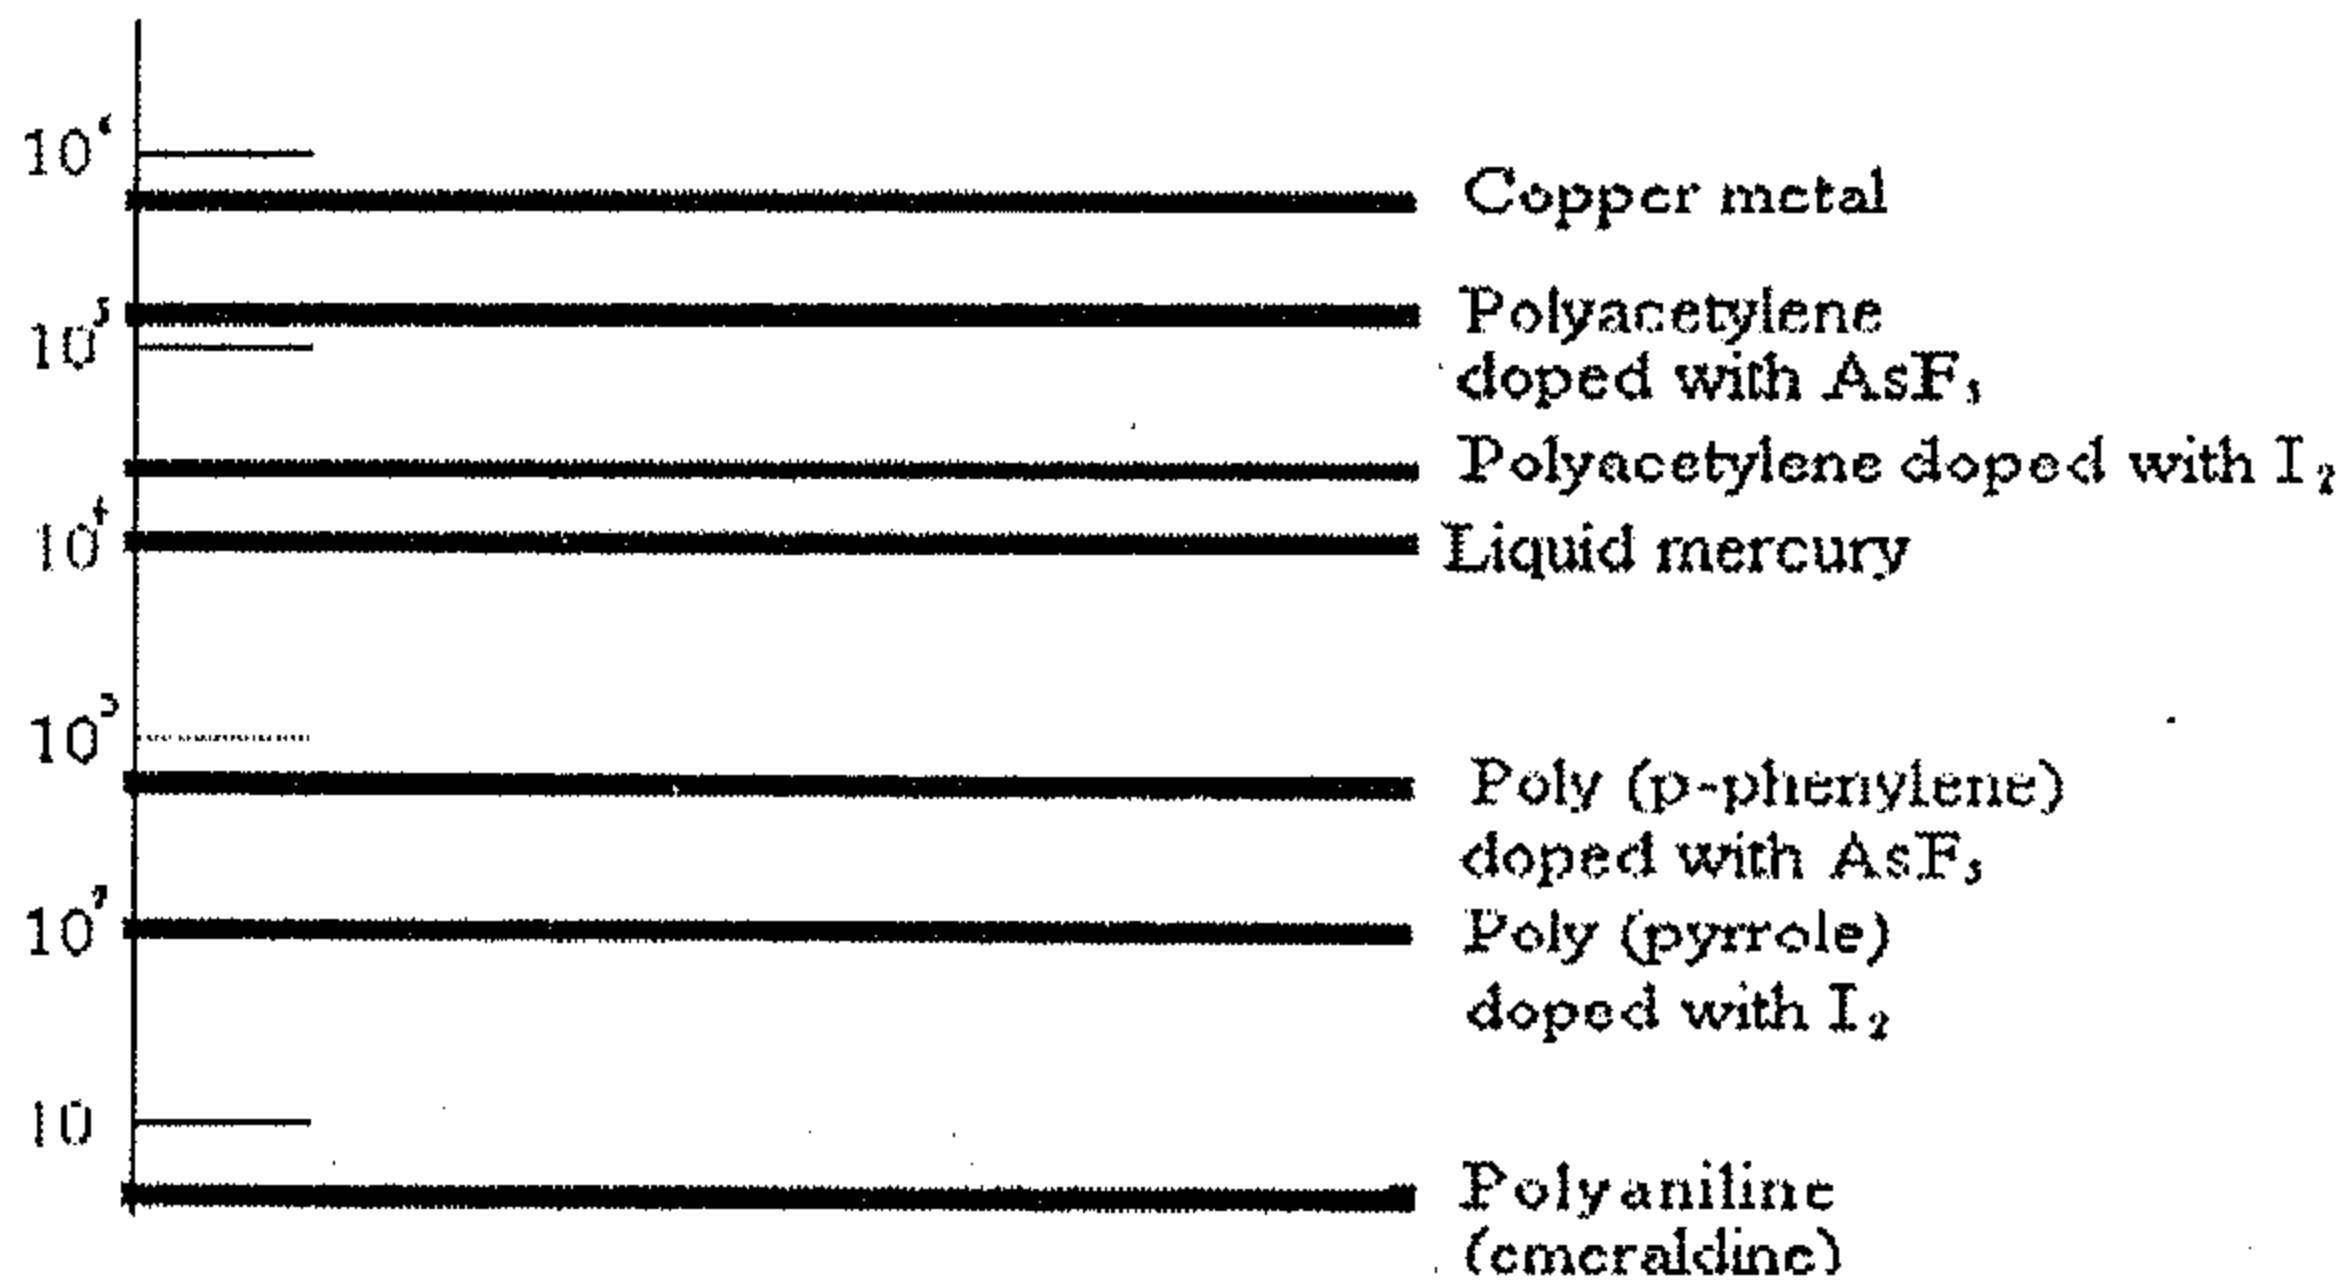 10⁶
Copper metal
10⁵
Polyacetylene
doped with AsF₅
Polyacetylene doped with I₂
10⁴
Liquid mercury
10³
Poly (p-phenylene)
doped with AsF₅
10²
Poly (pyrrole)
doped with I₂
10
Polyaniline
(emeraldine)